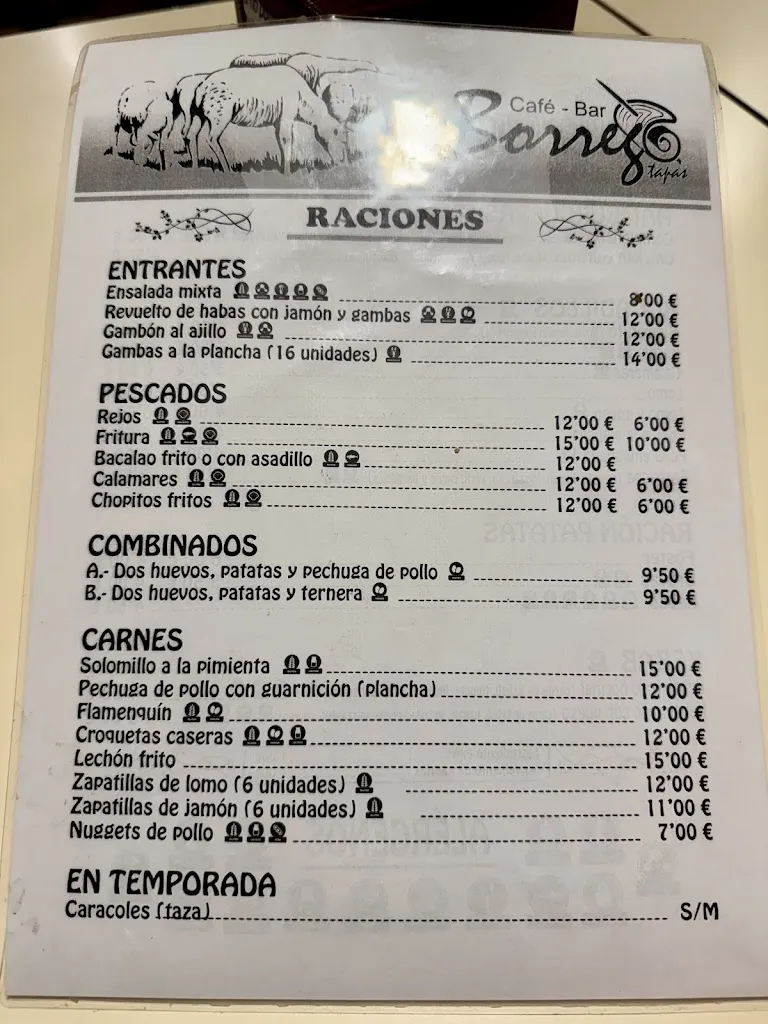 Café - Bar
Borrego
tapas
RACIONES
ENTRANTES
Ensalada mixta 8'00 €
Revuelto de habas con jamón y gambas 12'00 €
Gambón al ajillo 12'00 €
Gambas a la plancha (16 unidades) 14'00 €
PESCADOS
Rejos 12'00 € 6'00 €
Fritura 15'00 € 10'00 €
Bacalao frito o con asadillo 12'00 €
Calamares 12'00 € 6'00 €
Chopitos fritos 12'00 € 6'00 €
COMBINADOS
A.- Dos huevos, patatas y pechuga de pollo 9'50 €
B.- Dos huevos, patatas y ternera 9'50 €
CARNES
Solomillo a la pimienta 15'00 €
Pechuga de pollo con guarnición (plancha) 12'00 €
Flamenquín 10'00 €
Croquetas caseras 12'00 €
Lechón frito 15'00 €
Zapatillas de lomo (6 unidades) 12'00 €
Zapatillas de jamón (6 unidades) 11'00 €
Nuggets de pollo 7'00 €
EN TEMPORADA
Caracoles (taza) S/M